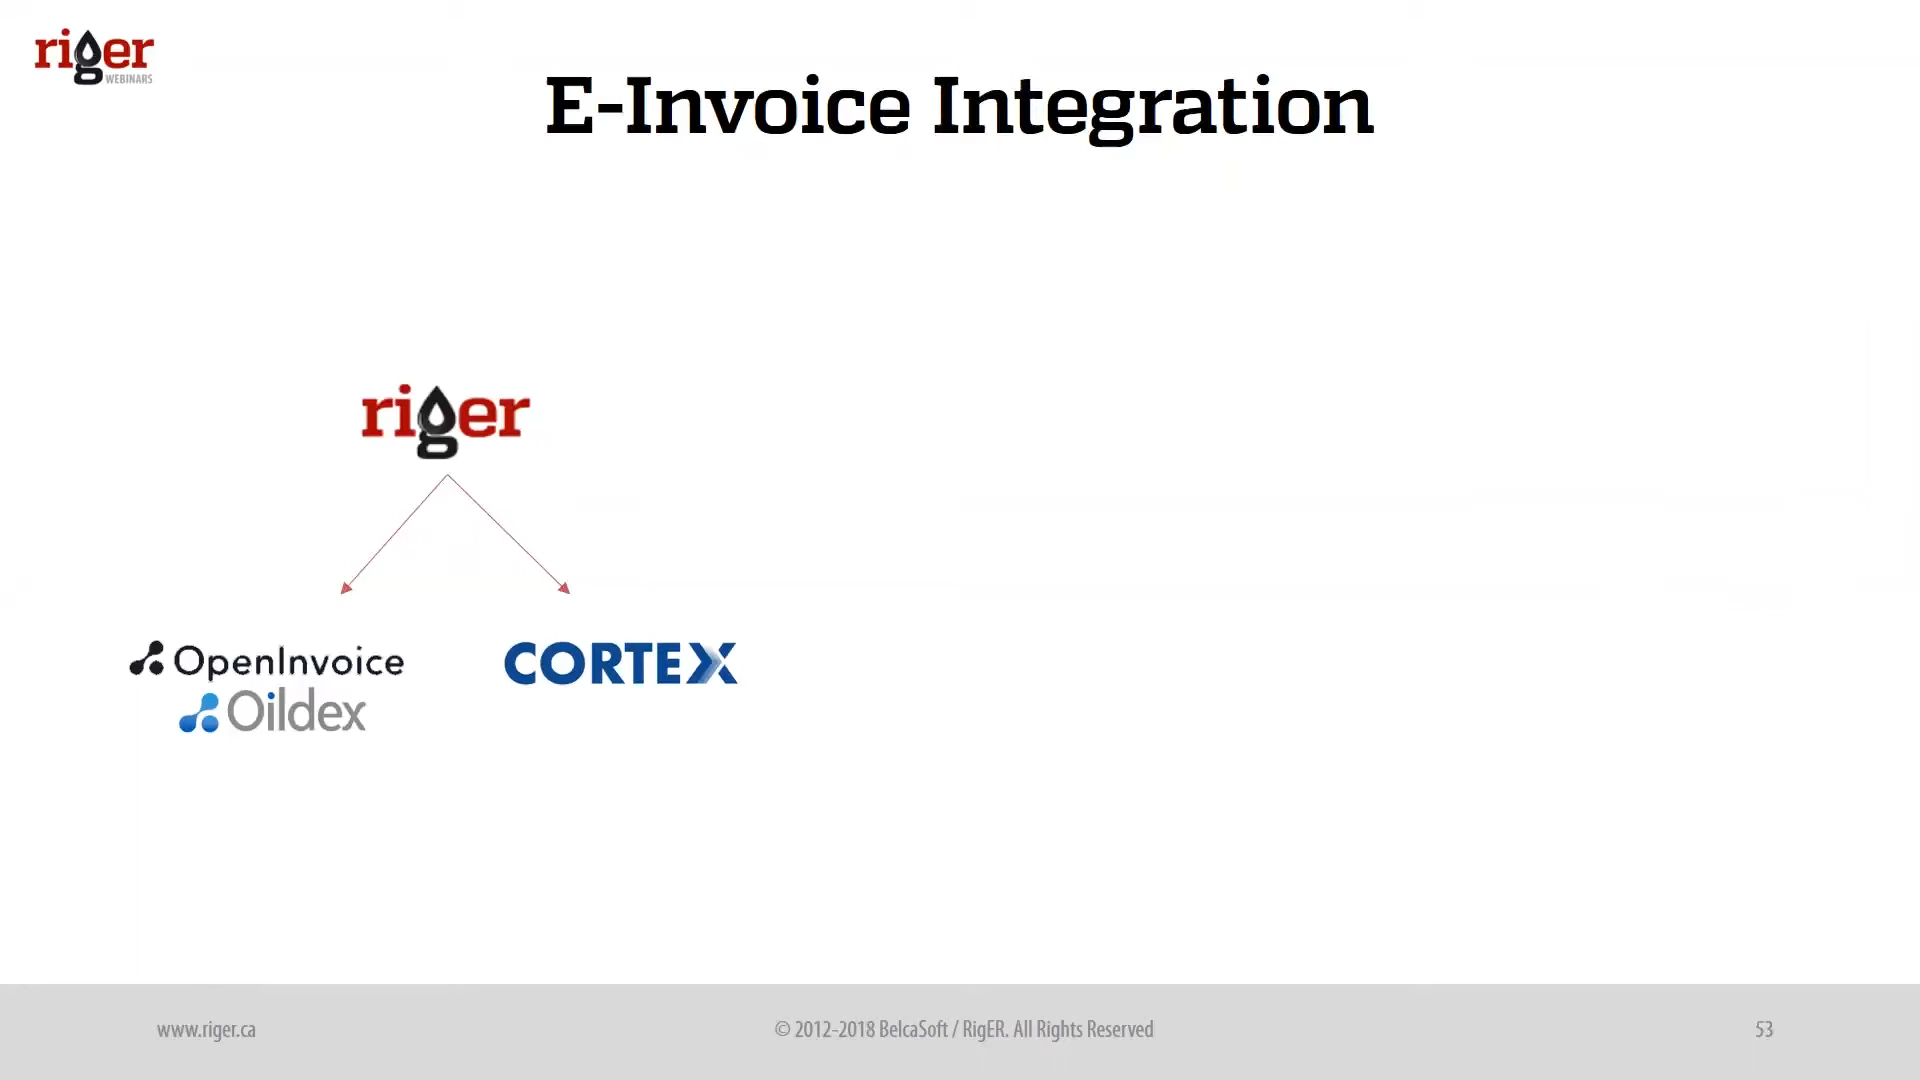 riger
WEBINARS
E-Invoice Integration
riger
OpenInvoice
Oildex
CORTEX
www.riger.ca
© 2012-2018 BelcaSoft / RigER. All Rights Reserved
53